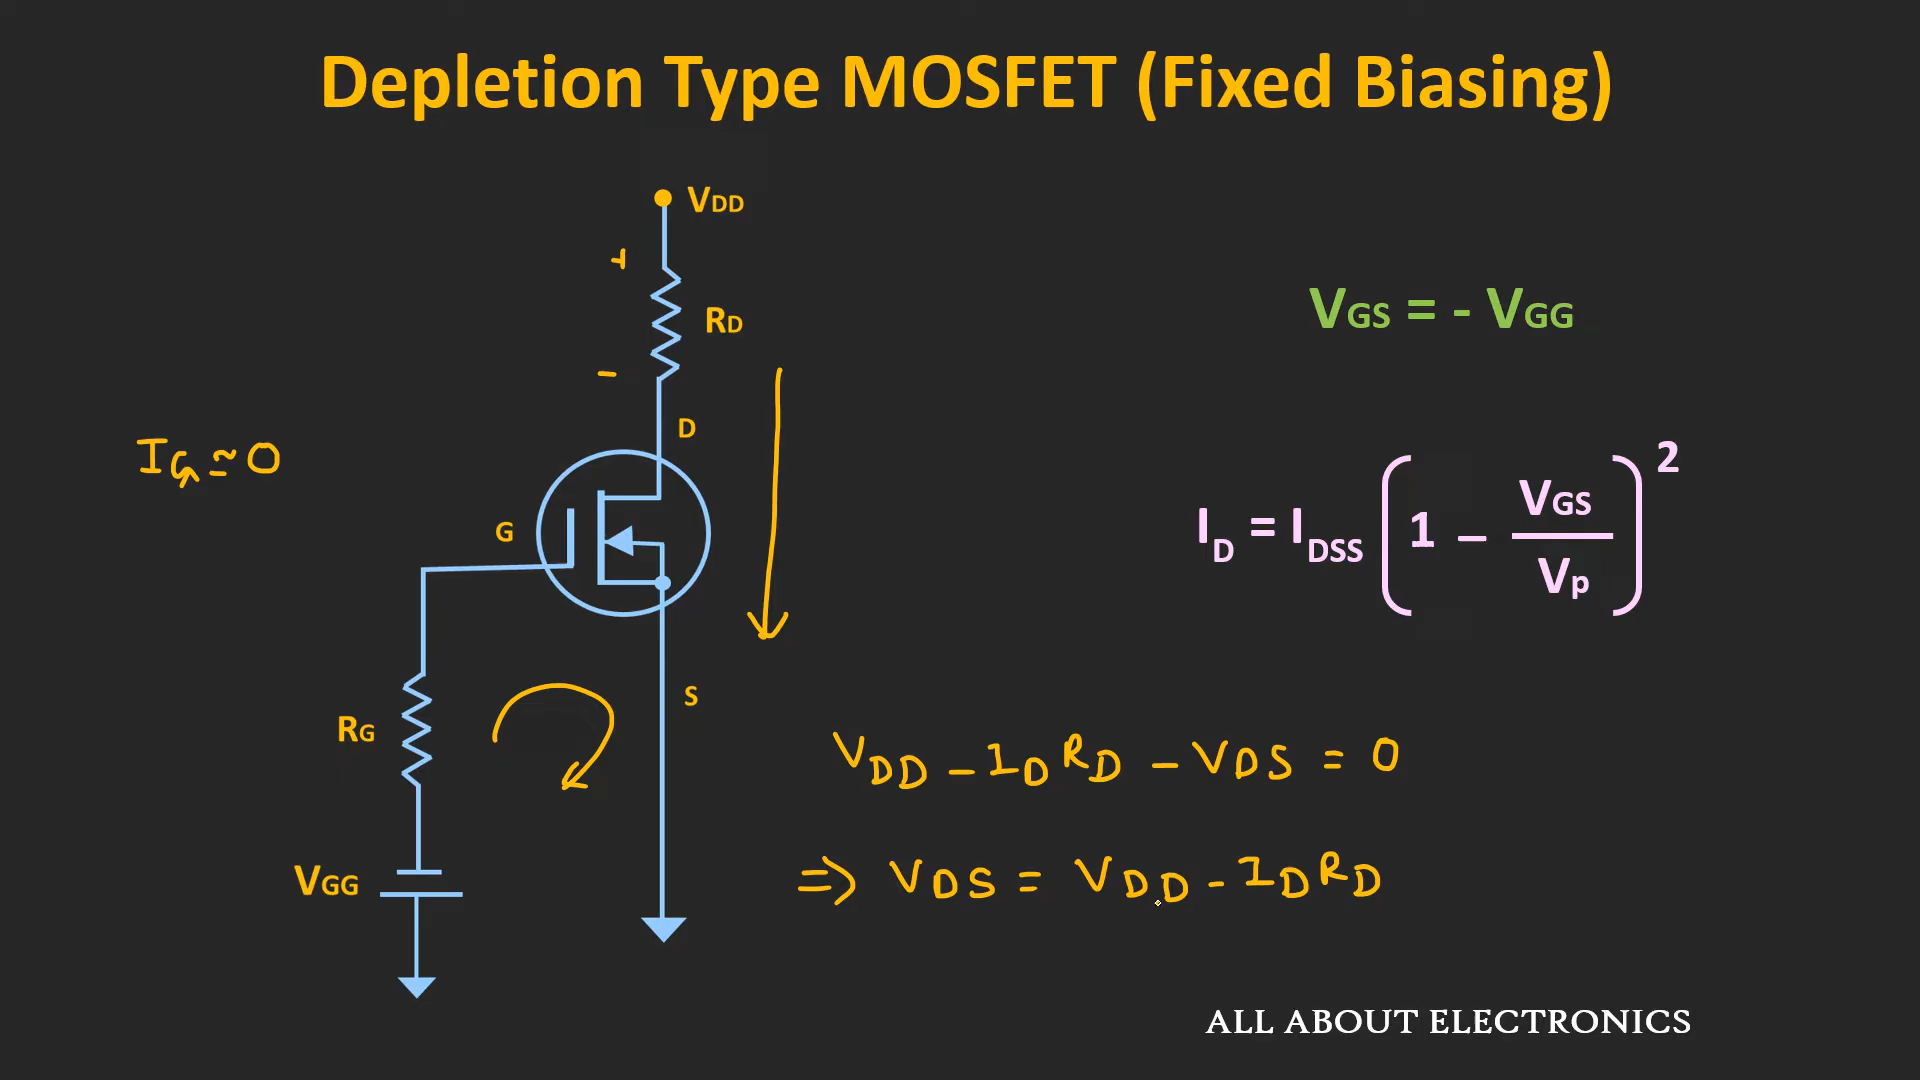 Depletion Type MOSFET (Fixed Biasing)
VDD
+
RD
−
D
IG ≃ 0
G
S
RG
VGG
VGS = - VGG
ID = IDSS (1 − VGS / Vp)²
VDD − IDRD − VDS = 0
⇒ VDS = VDD − IDRD
ALL ABOUT ELECTRONICS